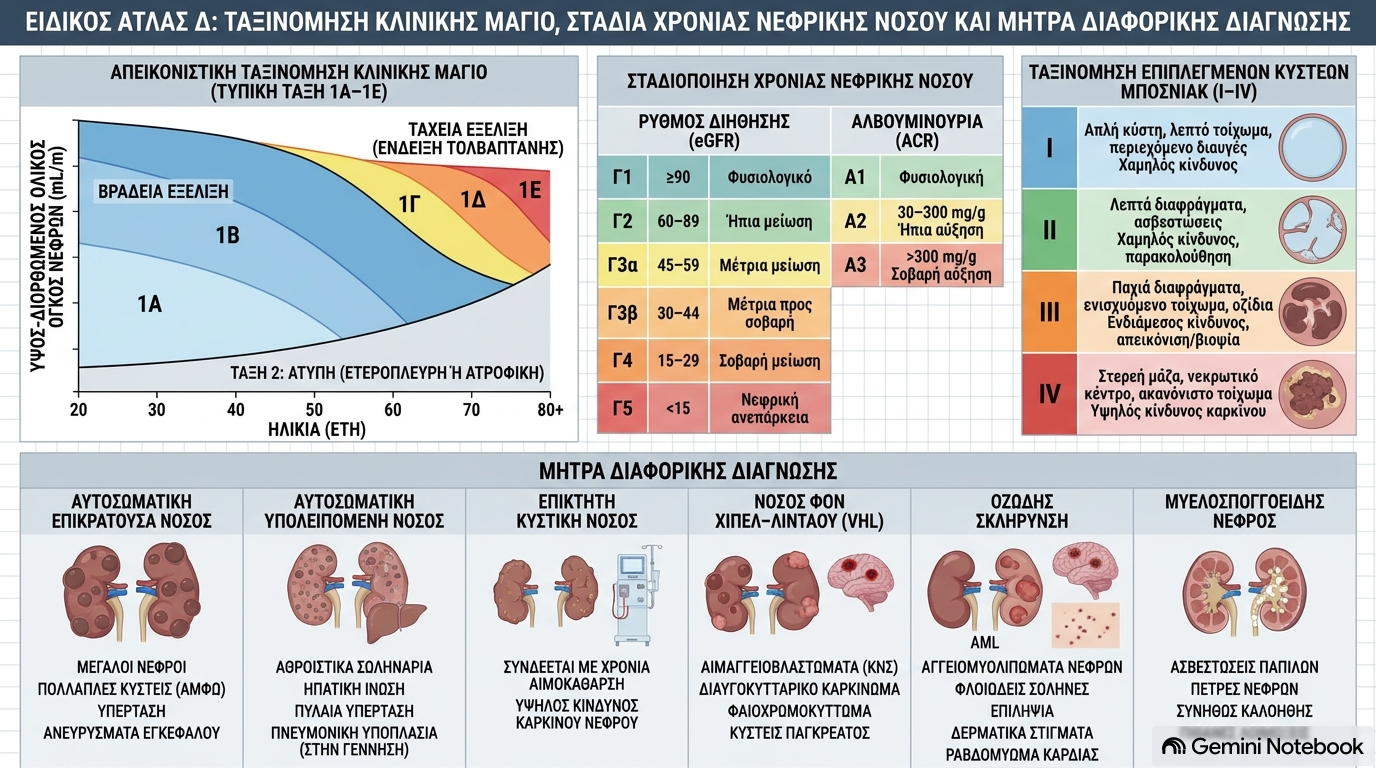 ΕΙΔΙΚΟΣ ΑΤΛΑΣ Δ: ΤΑΞΙΝΟΜΗΣΗ ΚΛΙΝΙΚΗΣ ΜΑΓΙΟ, ΣΤΑΔΙΑ ΧΡΟΝΙΑΣ ΝΕΦΡΙΚΗΣ ΝΟΣΟΥ ΚΑΙ ΜΗΤΡΑ ΔΙΑΦΟΡΙΚΗΣ ΔΙΑΓΝΩΣΗΣ
ΑΠΕΙΚΟΝΙΣΤΙΚΗ ΤΑΞΙΝΟΜΗΣΗ ΚΛΙΝΙΚΗΣ ΜΑΓΙΟ
(ΤΥΠΙΚΗ ΤΑΞΗ 1Α–1Ε)
ΥΨΟΣ-ΔΙΟΡΘΩΜΕΝΟΣ ΟΛΙΚΟΣ
ΟΓΚΟΣ ΝΕΦΡΩΝ (mL/m)
ΤΑΧΕΙΑ ΕΞΕΛΙΞΗ
(ΕΝΔΕΙΞΗ ΤΟΛΒΑΠΤΑΝΗΣ)
ΒΡΑΔΕΙΑ ΕΞΕΛΙΞΗ
1Α
1Β
1Γ
1Δ
1Ε
ΤΑΞΗ 2: ΑΤΥΠΗ (ΕΤΕΡΟΠΛΕΥΡΗ Ή ΑΤΡΟΦΙΚΗ)
20 30 40 50 60 70 80+
ΗΛΙΚΙΑ (ΕΤΗ)
ΣΤΑΔΙΟΠΟΙΗΣΗ ΧΡΟΝΙΑΣ ΝΕΦΡΙΚΗΣ ΝΟΣΟΥ
ΡΥΘΜΟΣ ΔΙΗΘΗΣΗΣ
(eGFR)
Γ1 ≥90 Φυσιολογικό
Γ2 60–89 Ήπια μείωση
Γ3α 45–59 Μέτρια μείωση
Γ3β 30–44 Μέτρια προς
σοβαρή
Γ4 15–29 Σοβαρή μείωση
Γ5 <15 Νεφρική
ανεπάρκεια
ΑΛΒΟΥΜΙΝΟΥΡΙΑ
(ACR)
Α1 Φυσιολογική
Α2 30–300 mg/g
Ήπια αύξηση
Α3 >300 mg/g
Σοβαρή αόξηση
ΤΑΞΙΝΟΜΗΣΗ ΕΠΙΠΛΕΓΜΕΝΩΝ ΚΥΣΤΕΩΝ
ΜΠΟΣΝΙΑΚ (I–IV)
I
Απλή κύστη, λεπτό τοίχωμα,
περιεχόμενο διαυγές
Χαμηλός κίνδυνος
II
Λεπτά διαφράγματα,
ασβεστώσεις
Χαμηλός κίνδυνος,
παρακολούθηση
III
Παχιά διαφράγματα,
ενισχυόμενο τοίχωμα, οζίδια
Ενδιάμεσος κίνδυνος,
απεικόνιση/βιοψία
IV
Στερεή μάζα, νεκρωτικό
κέντρο, ακανόνιστο τοίχωμα
Υψηλός κίνδυνος καρκίνου
ΜΗΤΡΑ ΔΙΑΦΟΡΙΚΗΣ ΔΙΑΓΝΩΣΗΣ
ΑΥΤΟΣΩΜΑΤΙΚΗ
ΕΠΙΚΡΑΤΟΥΣΑ ΝΟΣΟΣ
ΜΕΓΑΛΟΙ ΝΕΦΡΟΙ
ΠΟΛΛΑΠΛΕΣ ΚΥΣΤΕΙΣ (ΑΜΦΩ)
ΥΠΕΡΤΑΣΗ
ΑΝΕΥΡΥΣΜΑΤΑ ΕΓΚΕΦΑΛΟΥ
ΑΥΤΟΣΩΜΑΤΙΚΗ
ΥΠΟΛΕΙΠΟΜΕΝΗ ΝΟΣΟΣ
ΑΘΡΟΙΣΤΙΚΑ ΣΩΛΗΝΑΡΙΑ
ΗΠΑΤΙΚΗ ΙΝΩΣΗ
ΠΥΛΑΙΑ ΥΠΕΡΤΑΣΗ
ΠΝΕΥΜΟΝΙΚΗ ΥΠΟΠΛΑΣΙΑ
(ΣΤΗΝ ΓΕΝΝΗΣΗ)
ΕΠΙΚΤΗΤΗ
ΚΥΣΤΙΚΗ ΝΟΣΟΣ
ΣΥΝΔΕΕΤΑΙ ΜΕ ΧΡΟΝΙΑ
ΑΙΜΟΚΑΘΑΡΣΗ
ΥΨΗΛΟΣ ΚΙΝΔΥΝΟΣ
ΚΑΡΚΙΝΟΥ ΝΕΦΡΟΥ
ΝΟΣΟΣ ΦΟΝ
ΧΙΠΕΛ–ΛΙΝΤΑΟΥ (VHL)
ΑΙΜΑΓΓΕΙΟΒΛΑΣΤΩΜΑΤΑ (ΚΝΣ)
ΔΙΑΥΓΟΚΥΤΤΑΡΙΚΟ ΚΑΡΚΙΝΩΜΑ
ΦΑΙΟΧΡΟΜΟΚΥΤΤΩΜΑ
ΚΥΣΤΕΙΣ ΠΑΓΚΡΕΑΤΟΣ
ΟΖΩΔΗΣ
ΣΚΛΗΡΥΝΣΗ
AML
ΑΓΓΕΙΟΜΥΟΛΙΠΩΜΑΤΑ ΝΕΦΡΩΝ
ΦΛΟΙΩΔΕΙΣ ΣΟΛΗΝΕΣ
ΕΠΙΛΗΨΙΑ
ΔΕΡΜΑΤΙΚΑ ΣΤΙΓΜΑΤΑ
ΡΑΒΔΟΜΥΩΜΑ ΚΑΡΔΙΑΣ
ΜΥΕΛΟΣΠΟΓΓΟΕΙΔΗΣ
ΝΕΦΡΟΣ
ΑΣΒΕΣΤΩΣΕΙΣ ΠΑΠΙΛΩΝ
ΠΕΤΡΕΣ ΝΕΦΡΩΝ
ΣΥΝΗΘΩΣ ΚΑΛΟΗΘΗΣ
Gemini Notebook